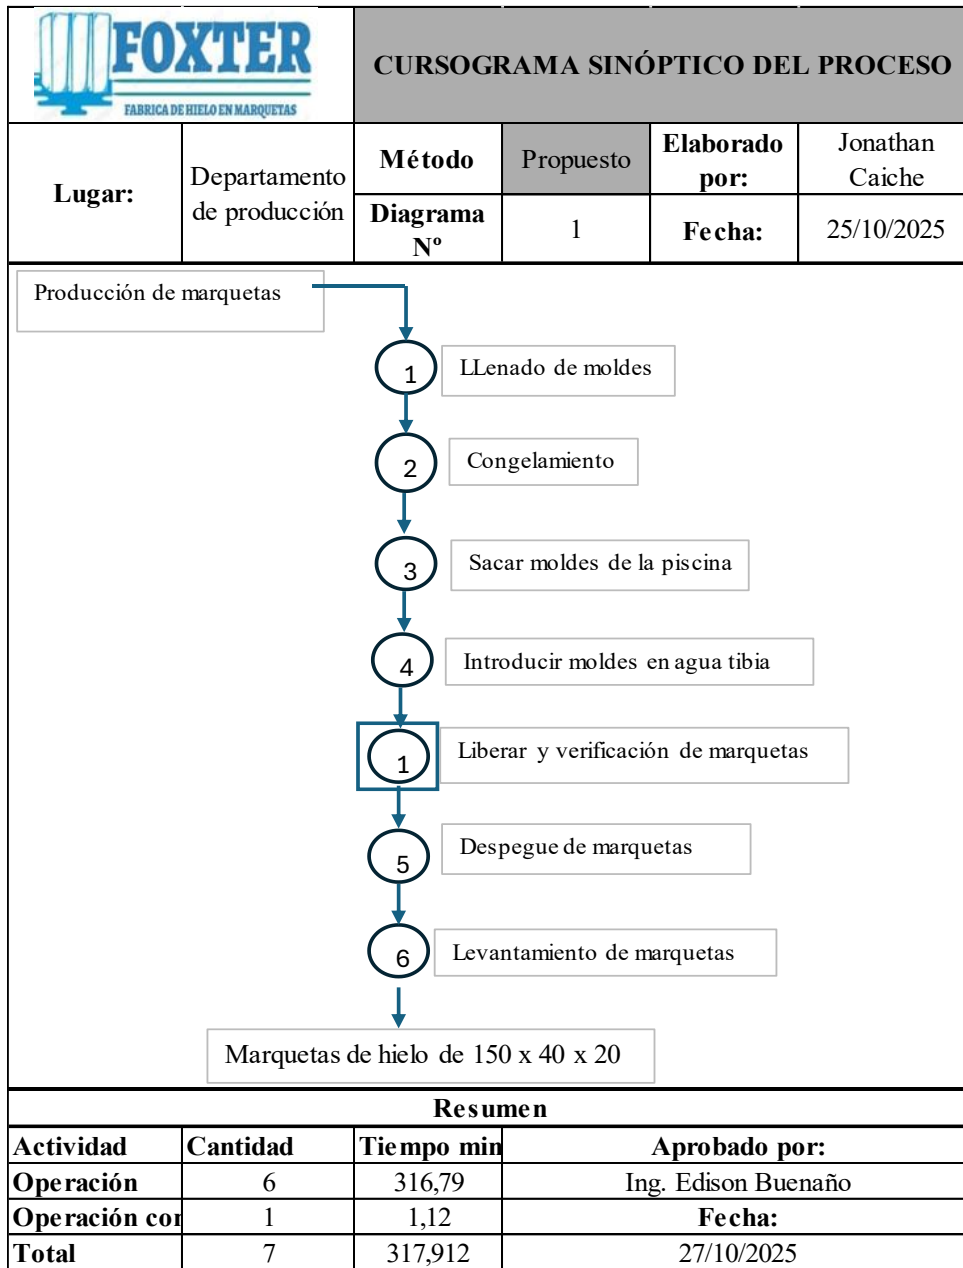 FOXTER
FABRICA DE HIELO EN MARQUETAS
CURSOGRAMA SINÓPTICO DEL PROCESO
Lugar:
Departamento
de producción
Método
Propuesto
Elaborado
por:
Jonathan
Caiche
Diagrama
Nº
1
Fecha:
25/10/2025
Producción de marquetas
1
LLenado de moldes
2
Congelamiento
3
Sacar moldes de la piscina
4
Introducir moldes en agua tibia
1
Liberar y verificación de marquetas
5
Despegue de marquetas
6
Levantamiento de marquetas
Marquetas de hielo de 150 x 40 x 20
Resumen
Actividad Cantidad Tiempo min Aprobado por:
Operación 6 316,79 Ing. Edison Buenaño
Operación con 1 1,12 Fecha:
Total 7 317,912 27/10/2025